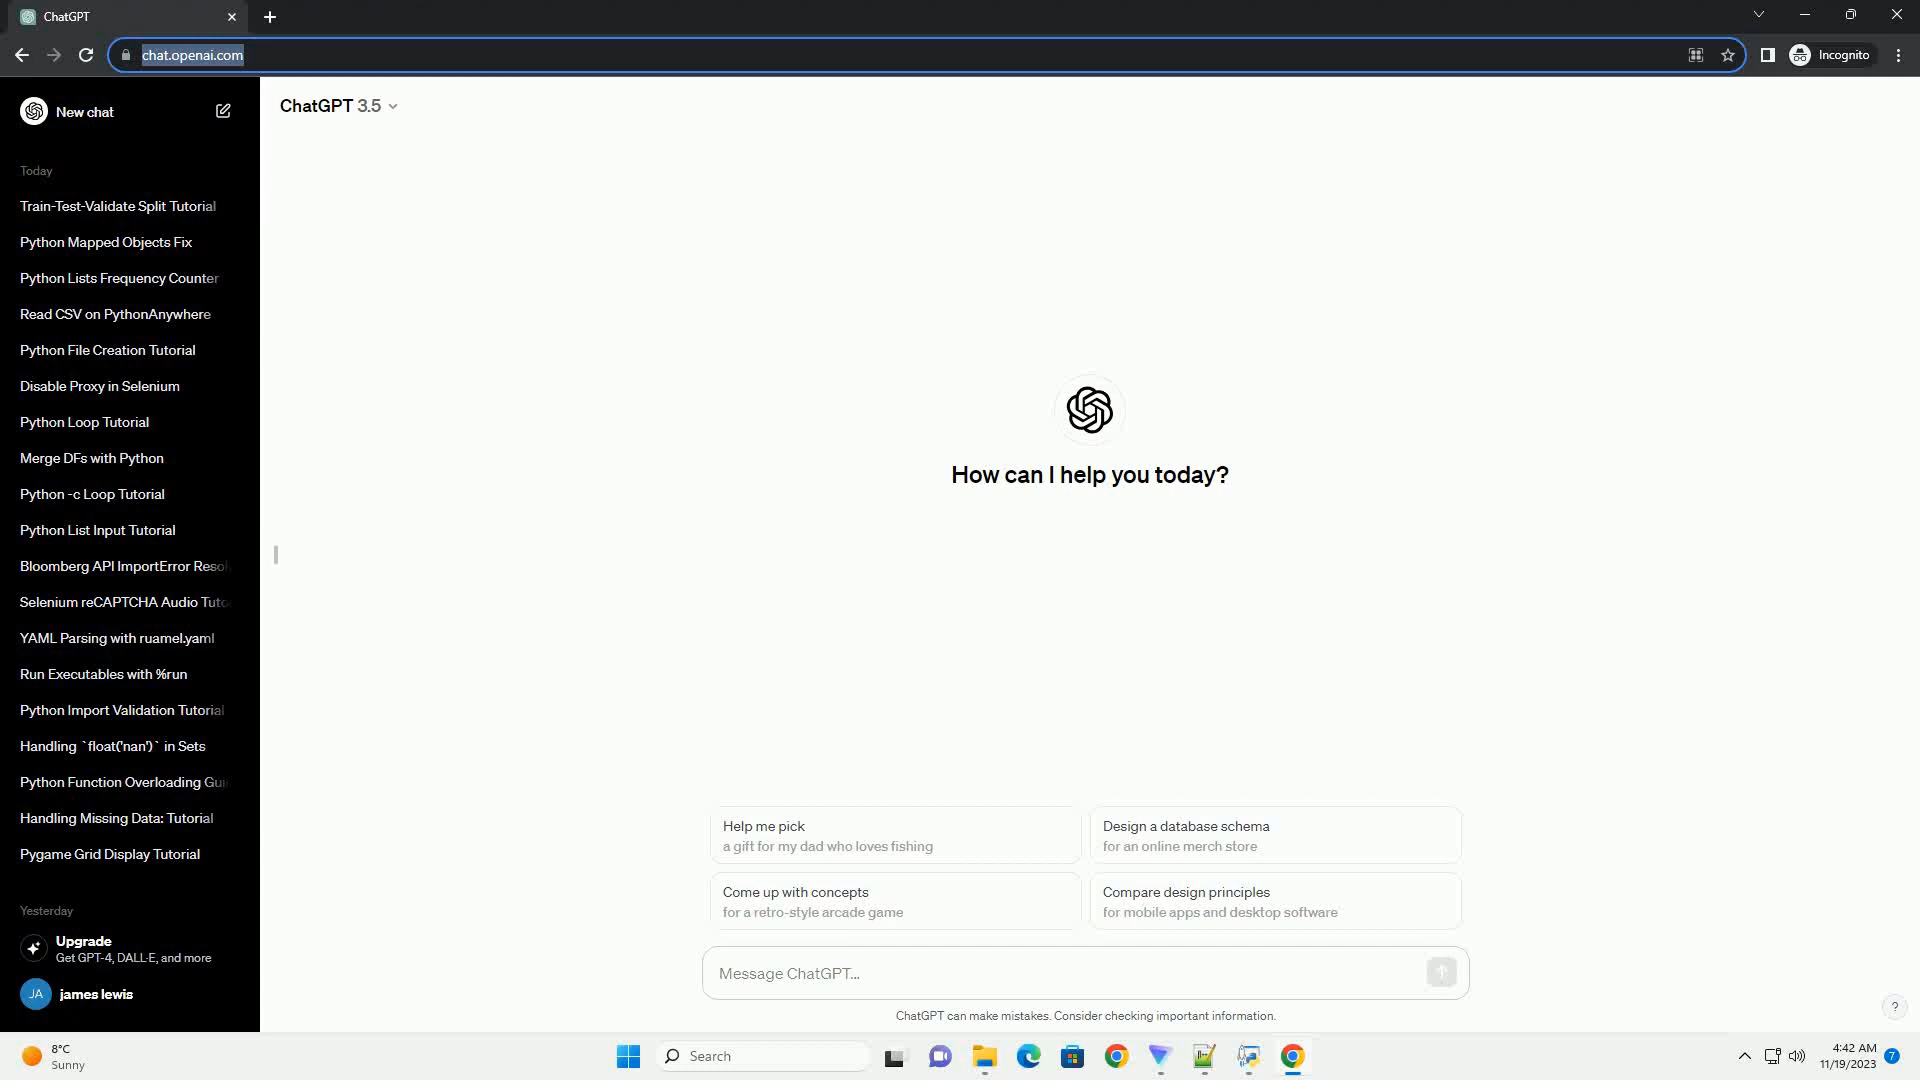 ChatGPT
chat.openai.com
Incognito
New chat
ChatGPT 3.5
Today
Train-Test-Validate Split Tutorial
Python Mapped Objects Fix
Python Lists Frequency Counter
Read CSV on PythonAnywhere
Python File Creation Tutorial
Disable Proxy in Selenium
Python Loop Tutorial
Merge DFs with Python
Python -c Loop Tutorial
Python List Input Tutorial
Bloomberg API ImportError Resol
Selenium reCAPTCHA Audio Tuto
YAML Parsing with ruamel.yaml
Run Executables with %run
Python Import Validation Tutorial
Handling `float('nan')` in Sets
Python Function Overloading Gui
Handling Missing Data: Tutorial
Pygame Grid Display Tutorial
Yesterday
Upgrade
Get GPT-4, DALL·E, and more
JA
james lewis
How can I help you today?
Help me pick
a gift for my dad who loves fishing
Design a database schema
for an online merch store
Come up with concepts
for a retro-style arcade game
Compare design principles
for mobile apps and desktop software
Message ChatGPT...
ChatGPT can make mistakes. Consider checking important information.
?
8°C
Sunny
Search
4:42 AM
11/19/2023
7